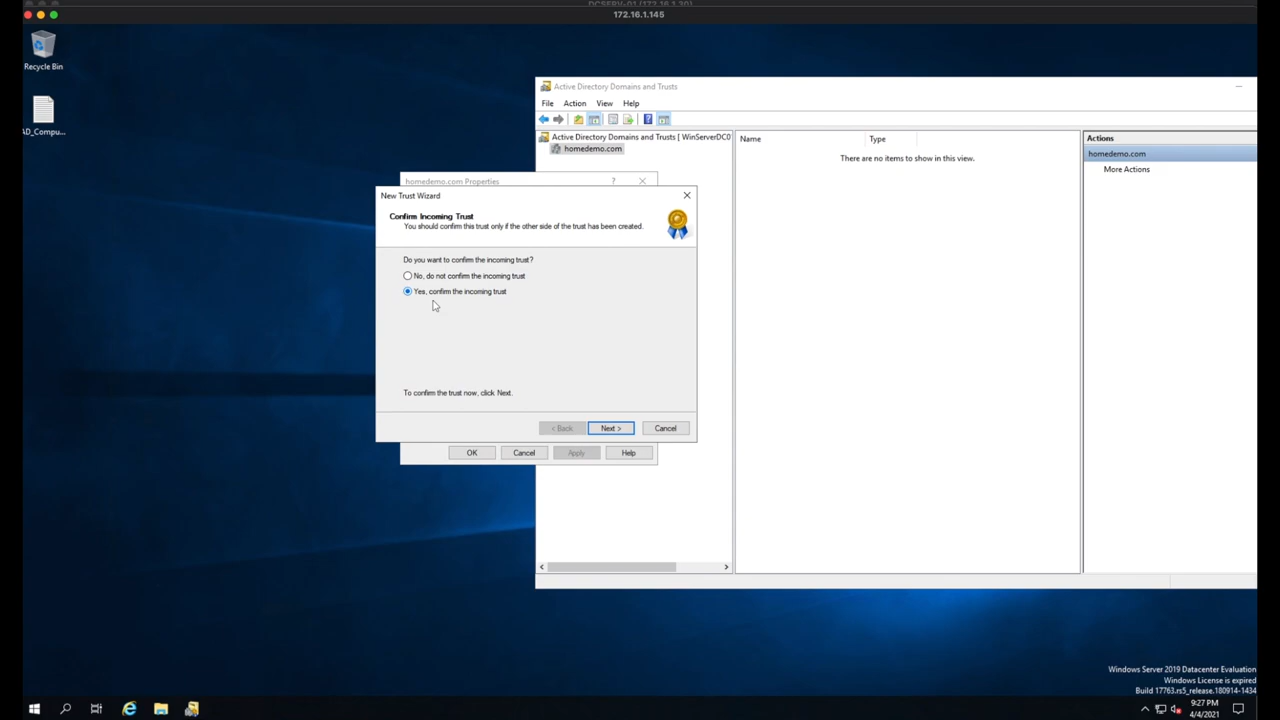 DCSERV-01 (172.16.1.30)
172.16.1.145
Recycle Bin
AD_Compu...
Active Directory Domains and Trusts
File Action View Help
Active Directory Domains and Trusts [ WinServerDC0
homedemo.com
Name Type
There are no items to show in this view.
Actions
homedemo.com
More Actions
homedemo.com Properties ?
New Trust Wizard
Confirm Incoming Trust
You should confirm this trust only if the other side of the trust has been created.
Do you want to confirm the incoming trust?
No, do not confirm the incoming trust
Yes, confirm the incoming trust
To confirm the trust now, click Next.
< Back Next > Cancel
OK Cancel Apply Help
Windows Server 2019 Datacenter Evaluation
Windows License is expired
Build 17763.rs5_release.180914-1434
9:27 PM
4/4/2021